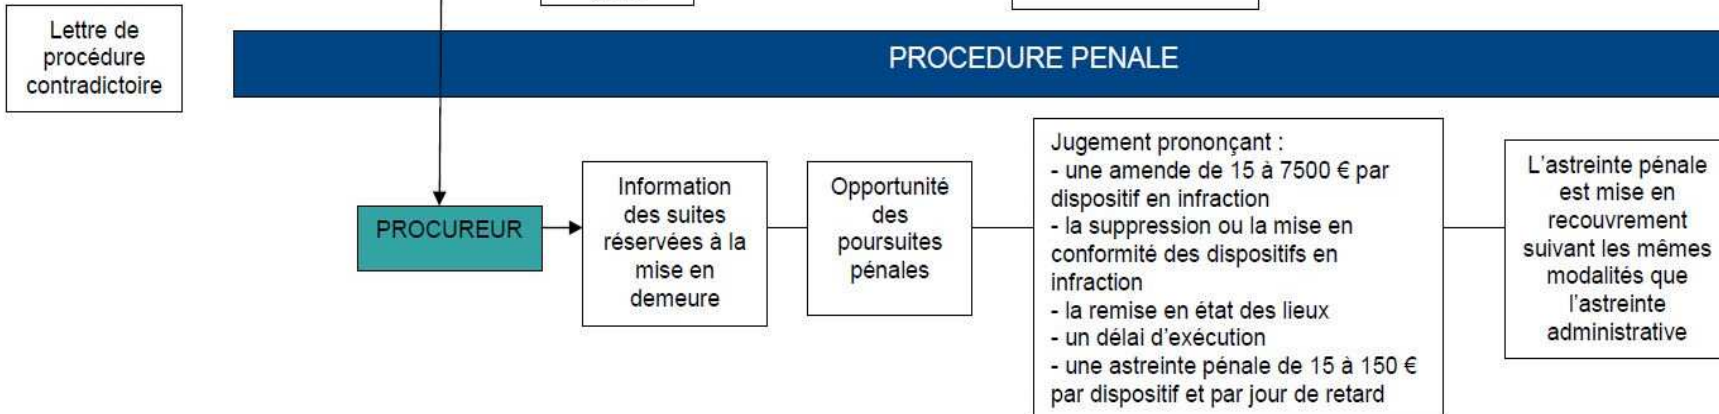 Lettre de
procédure
contradictoire
PROCEDURE PENALE
PROCUREUR
Information
des suites
réservées à la
mise en
demeure
Opportunité
des
poursuites
pénales
Jugement prononçant :
- une amende de 15 à 7500 € par
dispositif en infraction
- la suppression ou la mise en
conformité des dispositifs en
infraction
- la remise en état des lieux
- un délai d'exécution
- une astreinte pénale de 15 à 150 €
par dispositif et par jour de retard
L'astreinte pénale
est mise en
recouvrement
suivant les mêmes
modalités que
l'astreinte
administrative